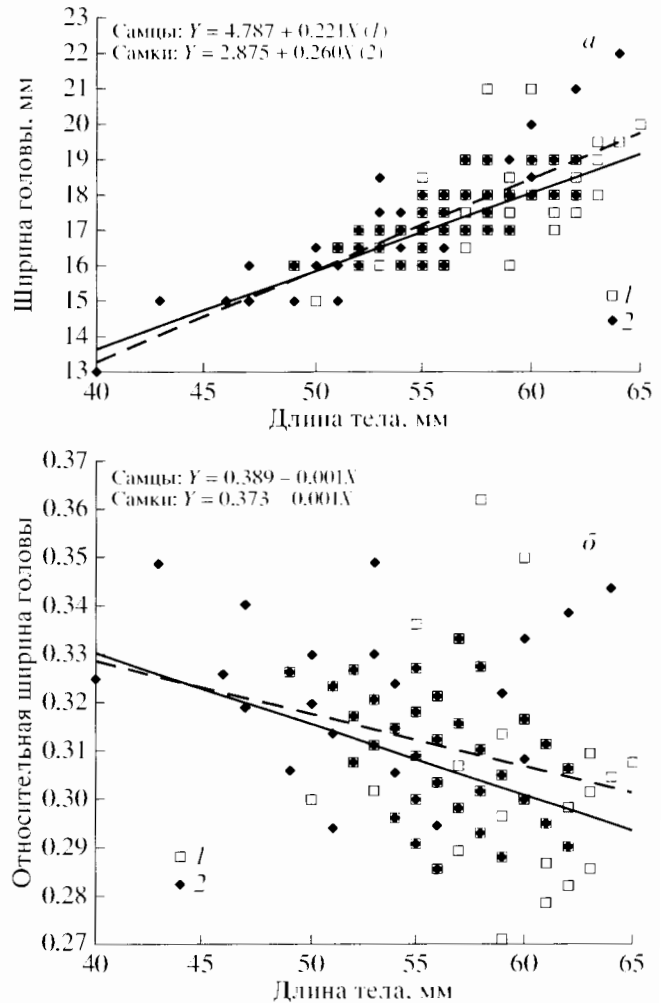 Самцы: Y = 4.787 + 0.221X (1)
Самки: Y = 2.875 + 0.260X (2)
а
Ширина головы, мм
23
22
21
20
19
18
17
16
15
14
13
1
2
40 45 50 55 60 65
Длина тела, мм
Самцы: Y = 0.389 – 0.001X
Самки: Y = 0.373 – 0.001X
б
Относительная ширина головы
0.37
0.36
0.35
0.34
0.33
0.32
0.31
0.30
0.29
0.28
0.27
1
2
40 45 50 55 60 65
Длина тела, мм